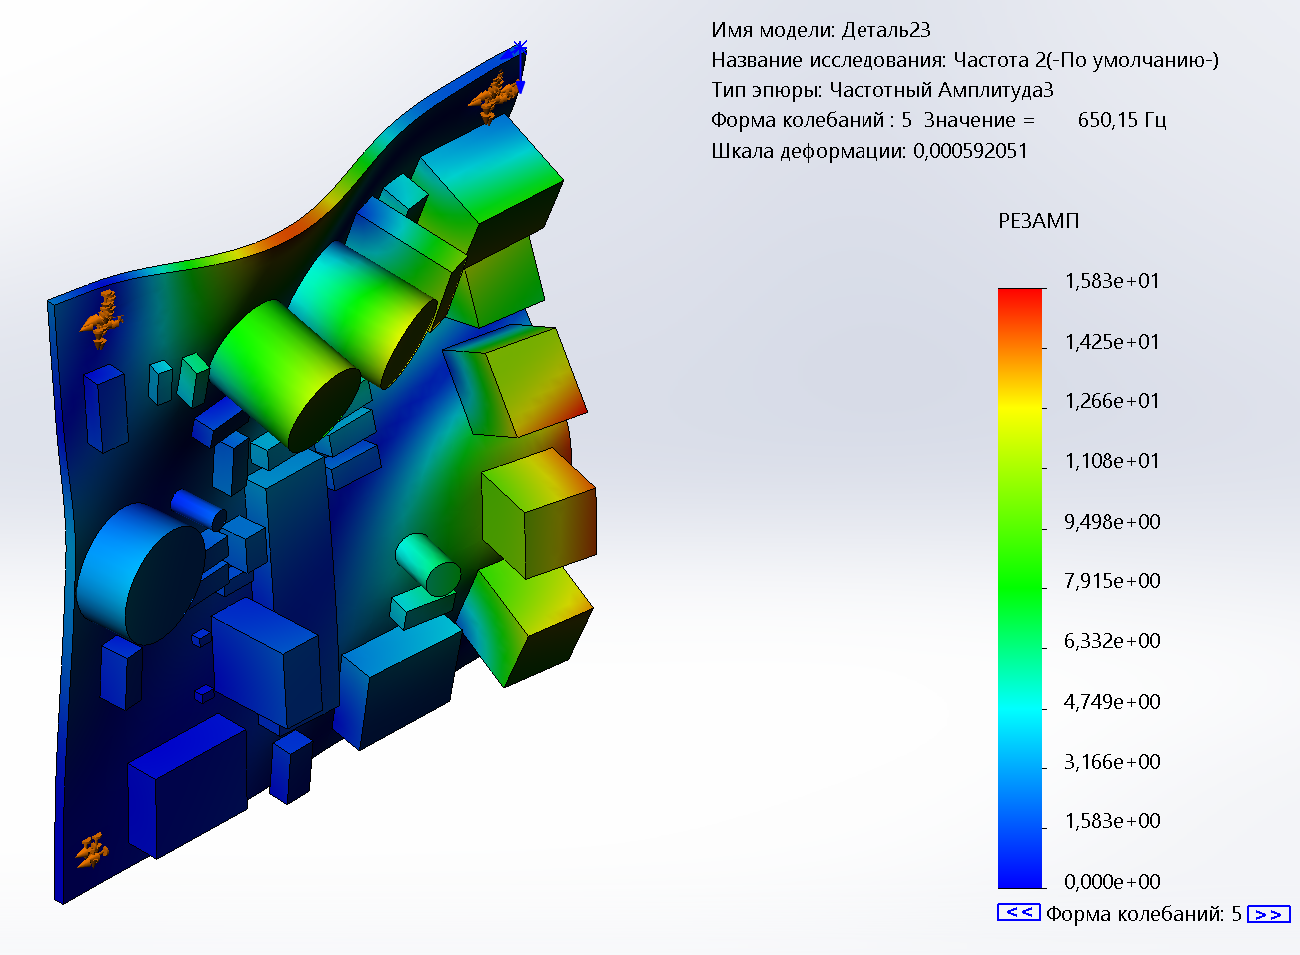 Имя модели: Деталь23
Название исследования: Частота 2(-По умолчанию-)
Тип эпюры: Частотный Амплитуда3
Форма колебаний : 5 Значение = 650,15 Гц
Шкала деформации: 0,000592051
РЕЗАМП
1,583e+01
1,425e+01
1,266e+01
1,108e+01
9,498e+00
7,915e+00
6,332e+00
4,749e+00
3,166e+00
1,583e+00
0,000e+00
<< Форма колебаний: 5 >>